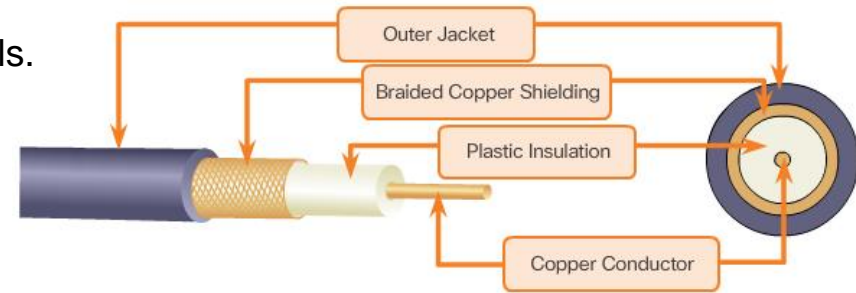 Outer Jacket
ls.
Braided Copper Shielding
Plastic Insulation
Copper Conductor